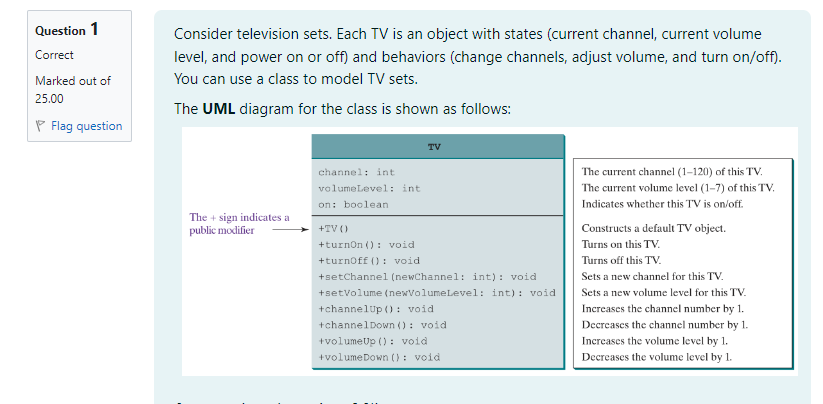 Question 1
Correct
Marked out of
25.00
Flag question
Consider television sets. Each TV is an object with states (current channel, current volume
level, and power on or off) and behaviors (change channels, adjust volume, and turn on/off).
You can use a class to model TV sets.
The UML diagram for the class is shown as follows:
TV
channel: int
volumeLevel: int
on: boolean
The + sign indicates a
public modifier
+TV()
+turnOn(): void
+turnOff(): void
+setChannel(newChannel: int): void
+setVolume(newVolumeLevel: int): void
+channelUp(): void
+channelDown(): void
+volumeUp(): void
+volumeDown(): void
The current channel (1–120) of this TV.
The current volume level (1–7) of this TV.
Indicates whether this TV is on/off.
Constructs a default TV object.
Turns on this TV.
Turns off this TV.
Sets a new channel for this TV.
Sets a new volume level for this TV.
Increases the channel number by 1.
Decreases the channel number by 1.
Increases the volume level by 1.
Decreases the volume level by 1.